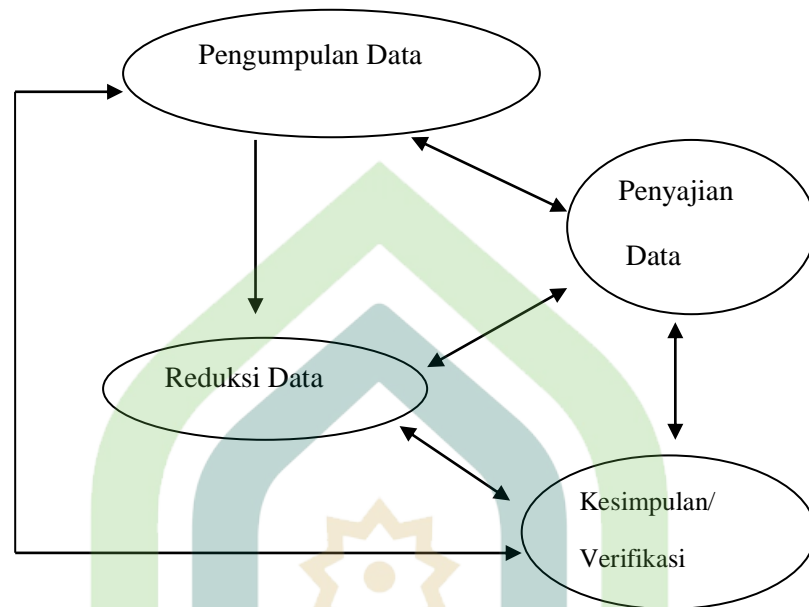 Pengumpulan Data
Penyajian
Data
Reduksi Data
Kesimpulan/
Verifikasi